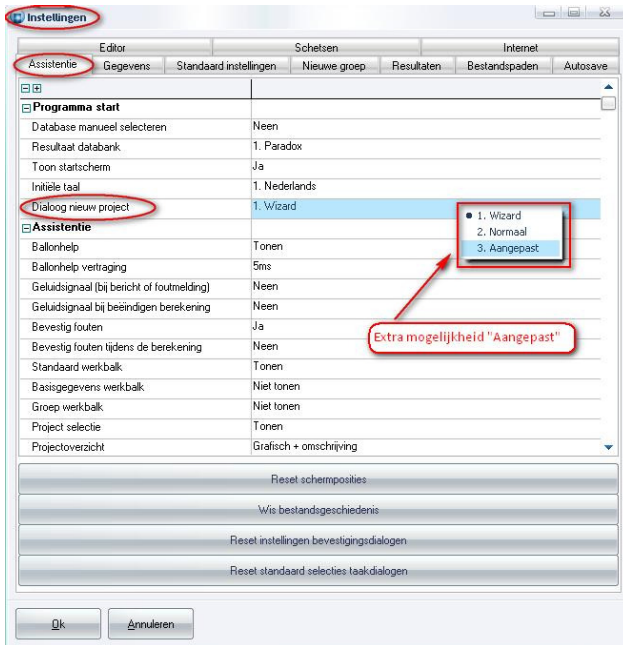 Instellingen
Editor Schetsen Internet
Assistentie Gegevens Standaard instellingen Nieuwe groep Resultaten Bestandspaden Autosave
Programma start
Database manueel selecteren Neen
Resultaat databank 1. Paradox
Toon startscherm Ja
Initiële taal 1. Nederlands
Dialoog nieuw project 1. Wizard
1. Wizard
2. Normaal
3. Aangepast
Assistentie
Ballonhelp Tonen
Ballonhelp vertraging 5ms
Geluidsignaal (bij bericht of foutmelding) Neen
Geluidsignaal bij beëindigen berekening Neen
Bevestig fouten Ja
Extra mogelijkheid "Aangepast"
Bevestig fouten tijdens de berekening Neen
Standaard werkbalk Tonen
Basisgegevens werkbalk Niet tonen
Groep werkbalk Niet tonen
Project selectie Tonen
Projectoverzicht Grafisch + omschrijving
Reset schermposities
Wis bestandsgeschiedenis
Reset instellingen bevestigingsdialogen
Reset standaard selecties taakdialogen
Ok Annuleren